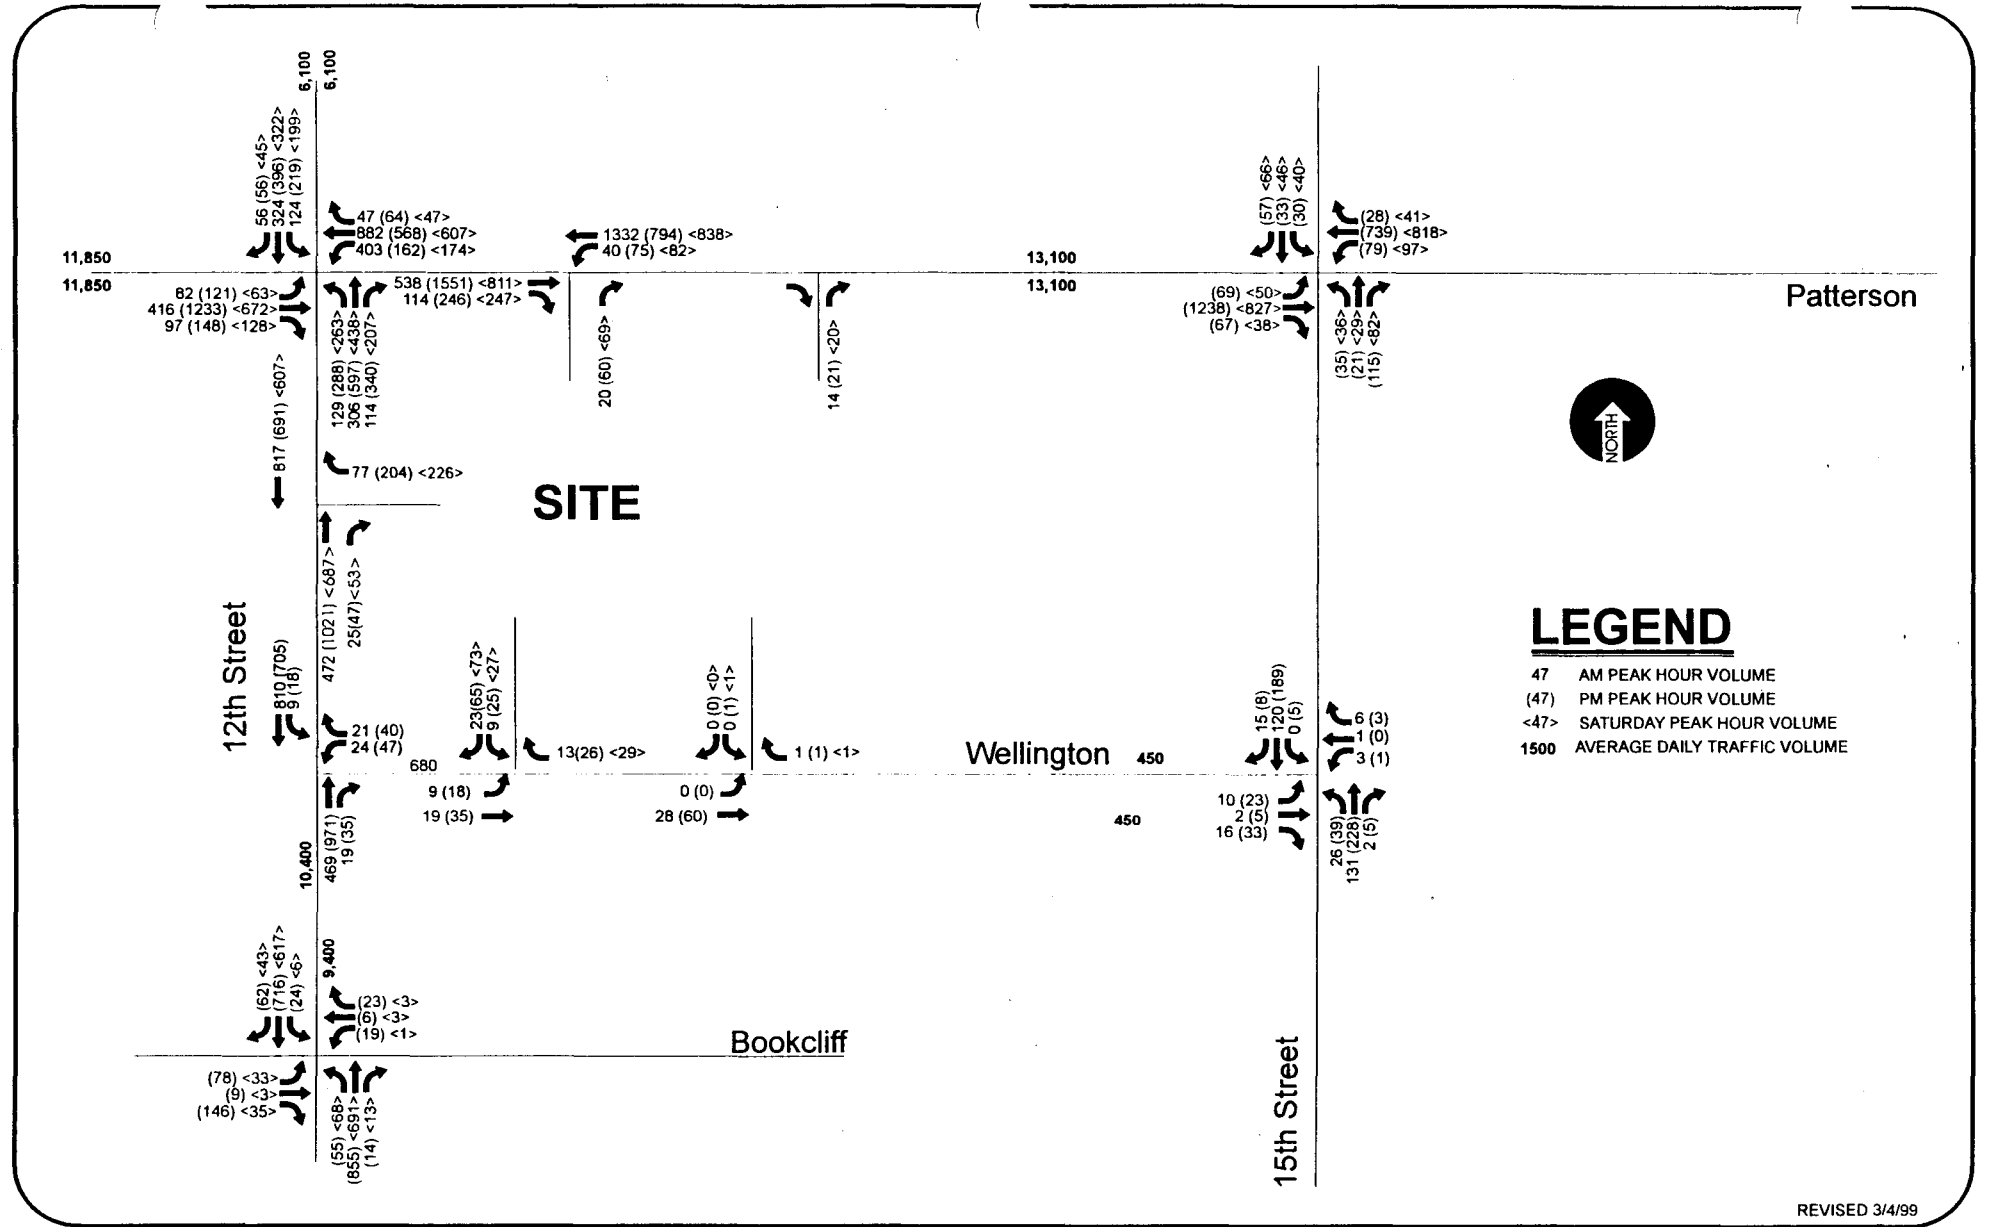 6,100
6,100
56 (56) <45>
324 (396) <322>
124 (219) <199>
47 (64) <47>
882 (568) <607>
403 (162) <174>
1332 (794) <838>
40 (75) <82>
(57) <66>
(33) <46>
(30) <40>
(28) <41>
(739) <818>
(79) <97>
11,850
11,850
13,100
13,100
82 (121) <63>
416 (1233) <672>
97 (148) <128>
538 (1551) <811>
114 (246) <247>
129 (288) <263>
306 (597) <438>
114 (340) <207>
20 (60) <69>
14 (21) <20>
(69) <50>
(1238) <827>
(67) <38>
(35) <36>
(21) <29>
(115) <82>
Patterson
817 (691) <607>
77 (204) <226>
SITE
NORTH
472 (1021) <687>
25(47)<53>
12th Street
810 (705)
9 (18)
21 (40)
24 (47)
680
23(65) <73>
9 (25) <27>
13(26) <29>
0 (0) <0>
0 (1) <1>
1 (1) <1>
Wellington
450
450
15 (8)
120 (189)
0 (5)
6 (3)
1 (0)
3 (1)
9 (18)
19 (35)
0 (0)
28 (60)
10 (23)
2 (5)
16 (33)
26 (39)
131 (228)
2 (5)
LEGEND
47 AM PEAK HOUR VOLUME
(47) PM PEAK HOUR VOLUME
<47> SATURDAY PEAK HOUR VOLUME
1500 AVERAGE DAILY TRAFFIC VOLUME
10,400
469 (971)
19 (35)
9,400
(62) <43>
(716) <617>
(24) <6>
(23) <3>
(6) <3>
(19) <1>
Bookcliff
(78) <33>
(9) <3>
(146) <35>
(55) <68>
(855) <691>
(14) <13>
15th Street
REVISED 3/4/99